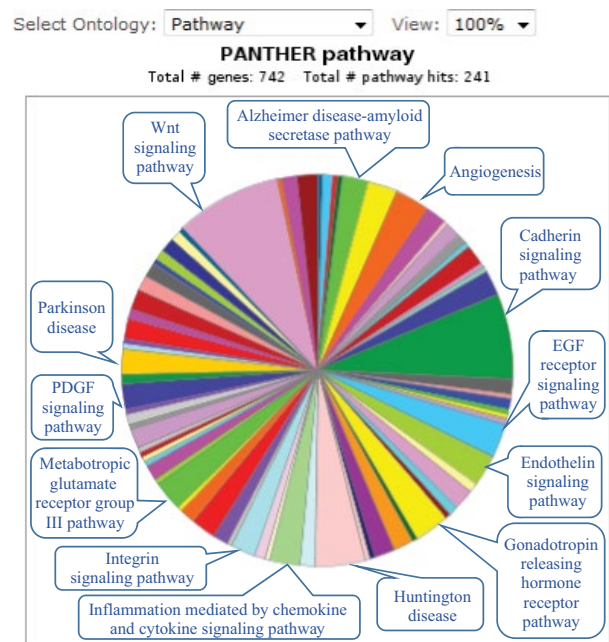 Select Ontology: Pathway View: 100%
PANTHER pathway
Total # genes: 742 Total # pathway hits: 241
Wnt
signaling
pathway
Alzheimer disease-amyloid
secretase pathway
Angiogenesis
Cadherin
signaling
pathway
EGF
receptor
signaling
pathway
Endothelin
signaling
pathway
Gonadotropin
releasing
hormone
receptor
pathway
Huntington
disease
Inflammation mediated by chemokine
and cytokine signaling pathway
Integrin
signaling pathway
Metabotropic
glutamate
receptor group
III pathway
PDGF
signaling
pathway
Parkinson
disease